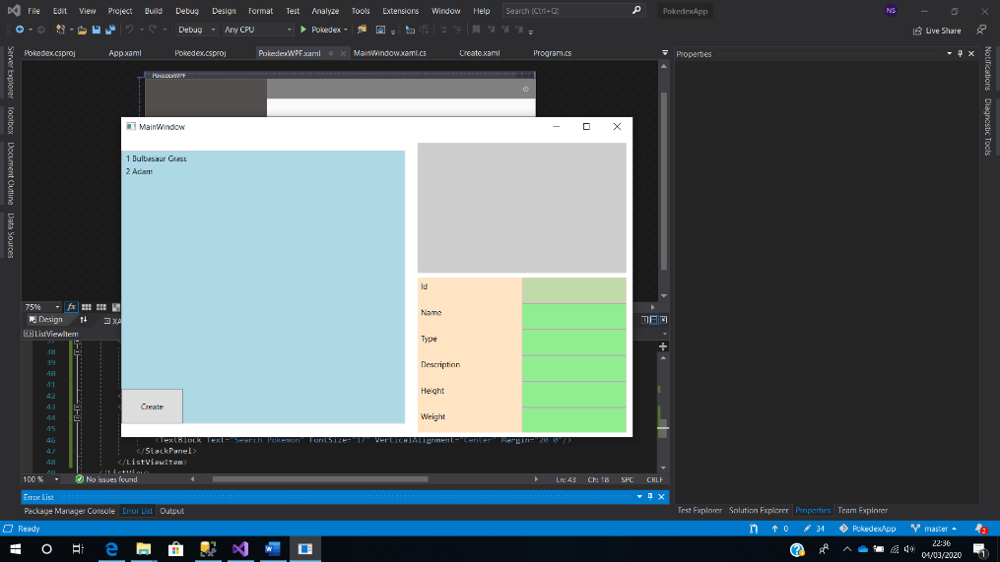 File Edit View Project Build Debug Design Format Test Analyze Tools Extensions Window Help Search (Ctrl+Q) PokedexApp NS
Debug Any CPU Pokedex Live Share
Pokedex.csproj App.xaml Pokedex.csproj PokedexWPF.xaml MainWindow.xaml.cs Create.xaml Program.cs
Properties
Server Explorer
Toolbox
Document Outline
Data Sources
Notifications
Diagnostic Tools
PokedexWPF
MainWindow
1 Bulbasaur Grass
2 Adam
Create
Id
Name
Type
Description
Height
Weight
75% fx
Design
ListViewItem
38
39
40
41
42
43
44
45
46 <TextBlock Text="Search Pokemon" FontSize="17" VerticalAlignment="Center" Margin="20 0"/>
47 </StackPanel>
48 </ListViewItem>
100 % No issues found Ln: 43 Ch: 18 SPC CRLF
Error List
Package Manager Console Error List Output
Test Explorer Solution Explorer Properties Team Explorer
Ready 0 34 PokedexApp master 2
22:36
04/03/2020
1